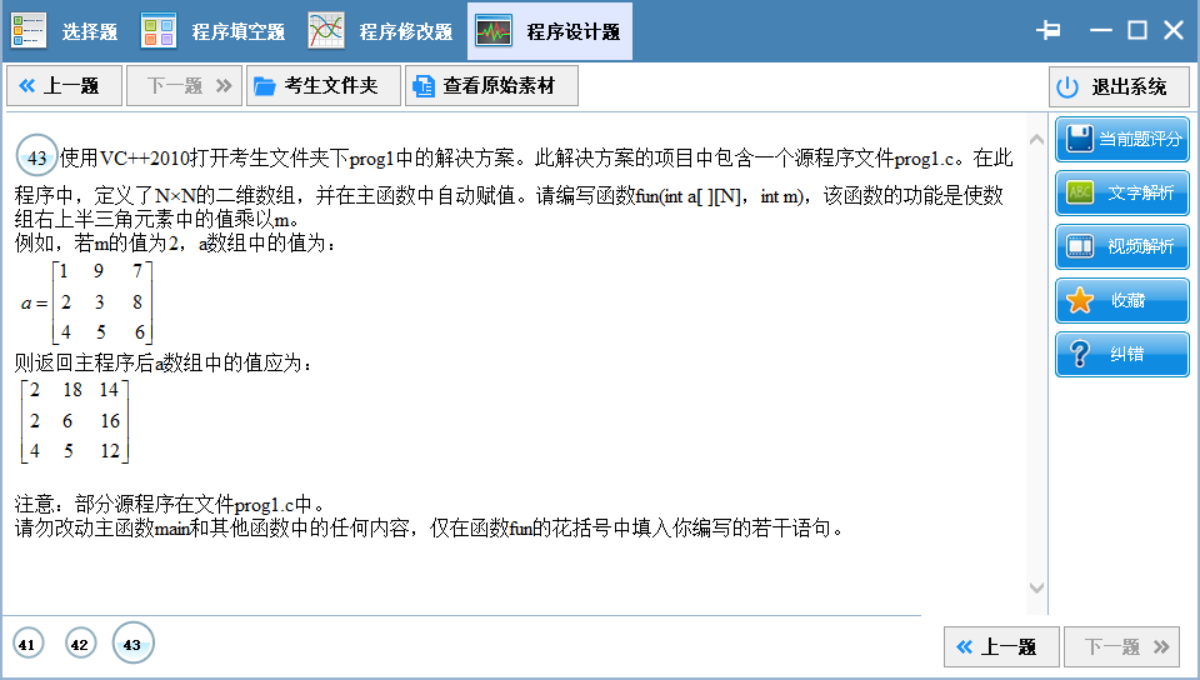 选择题 程序填空题 程序修改题 程序设计题
上一题 下一题 考生文件夹 查看原始素材 退出系统
43 使用VC++2010打开考生文件夹下prog1中的解决方案。此解决方案的项目中包含一个源程序文件prog1.c。在此
程序中，定义了N×N的二维数组，并在主函数中自动赋值。请编写函数fun(int a[ ][N]，int m)，该函数的功能是使数
组右上半三角元素中的值乘以m。
例如，若m的值为2，a数组中的值为：
1 9 7
a = 2 3 8
4 5 6
则返回主程序后a数组中的值应为：
2 18 14
2 6 16
4 5 12
注意：部分源程序在文件prog1.c中。
请勿改动主函数main和其他函数中的任何内容，仅在函数fun的花括号中填入你编写的若干语句。
当前题评分
ABC 文字解析
视频解析
收藏
? 纠错
41 42 43
上一题 下一题